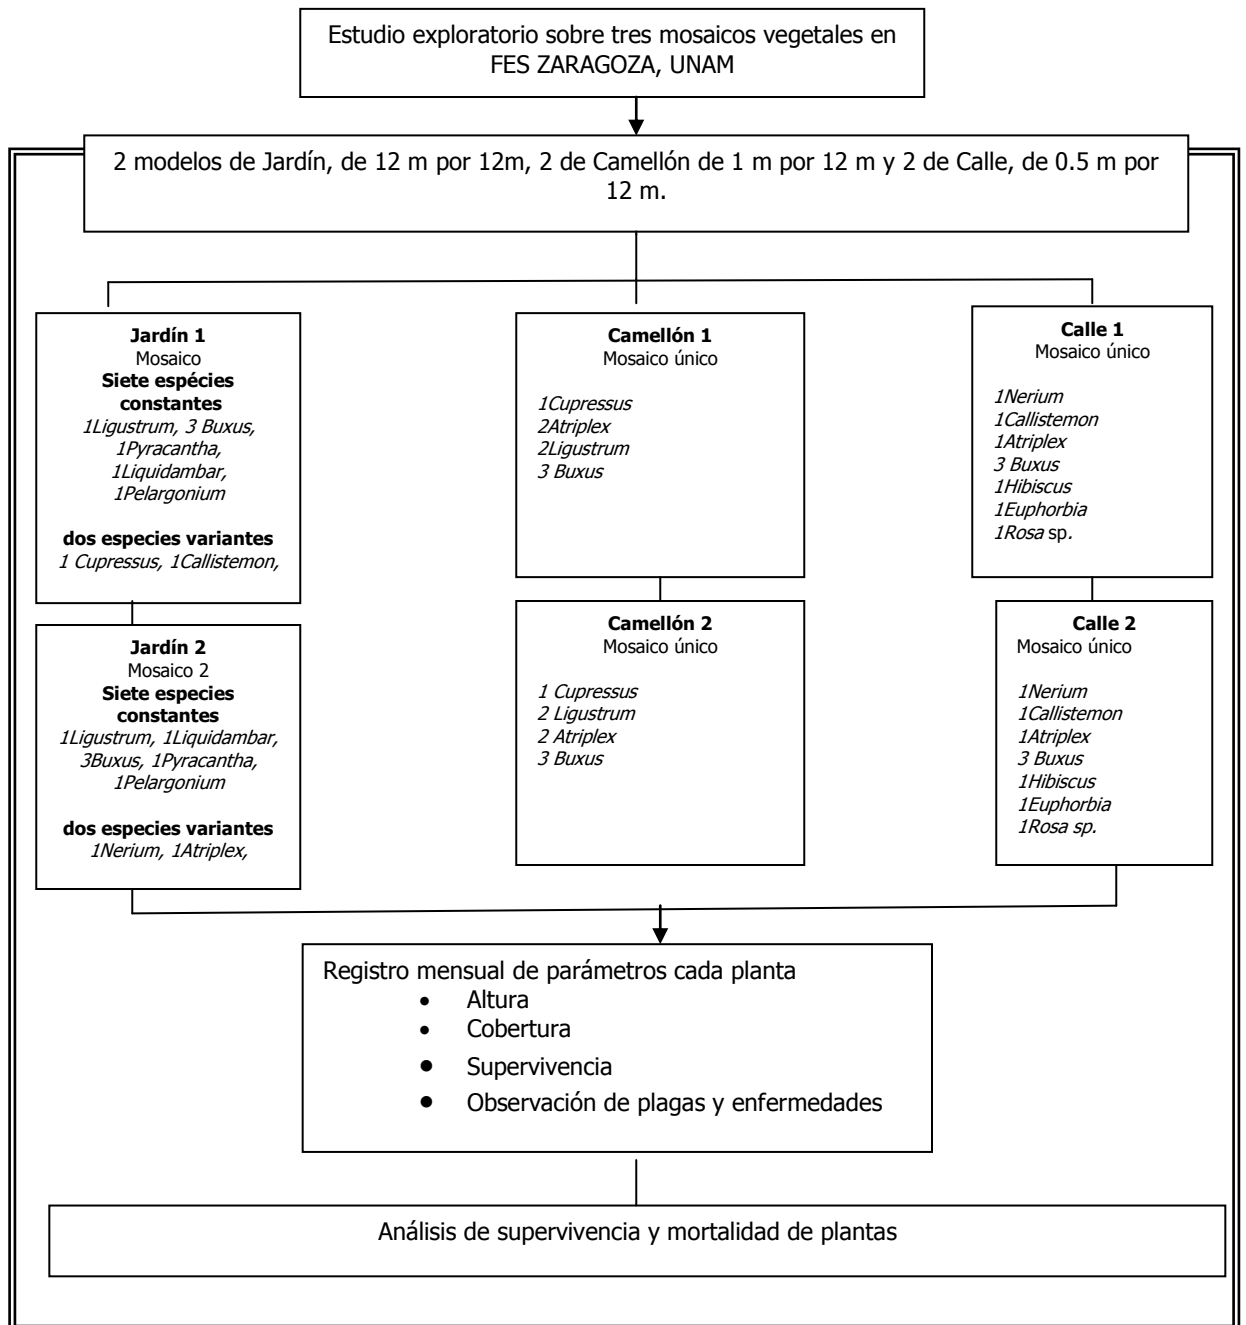 Estudio exploratorio sobre tres mosaicos vegetales en
FES ZARAGOZA, UNAM
2 modelos de Jardín, de 12 m por 12m, 2 de Camellón de 1 m por 12 m y 2 de Calle, de 0.5 m por
12 m.
Jardín 1
Mosaico
Siete espécies
constantes
1Ligustrum, 3 Buxus,
1Pyracantha,
1Liquidambar,
1Pelargonium
dos especies variantes
1 Cupressus, 1Callistemon,
Camellón 1
Mosaico único
1Cupressus
2Atriplex
2Ligustrum
3 Buxus
Calle 1
Mosaico único
1Nerium
1Callistemon
1Atriplex
3 Buxus
1Hibiscus
1Euphorbia
1Rosa sp.
Jardín 2
Mosaico 2
Siete especies
constantes
1Ligustrum, 1Liquidambar,
3Buxus, 1Pyracantha,
1Pelargonium
dos especies variantes
1Nerium, 1Atriplex,
Camellón 2
Mosaico único
1 Cupressus
2 Ligustrum
2 Atriplex
3 Buxus
Calle 2
Mosaico único
1Nerium
1Callistemon
1Atriplex
3 Buxus
1Hibiscus
1Euphorbia
1Rosa sp.
Registro mensual de parámetros cada planta
• Altura
• Cobertura
• Supervivencia
• Observación de plagas y enfermedades
Análisis de supervivencia y mortalidad de plantas